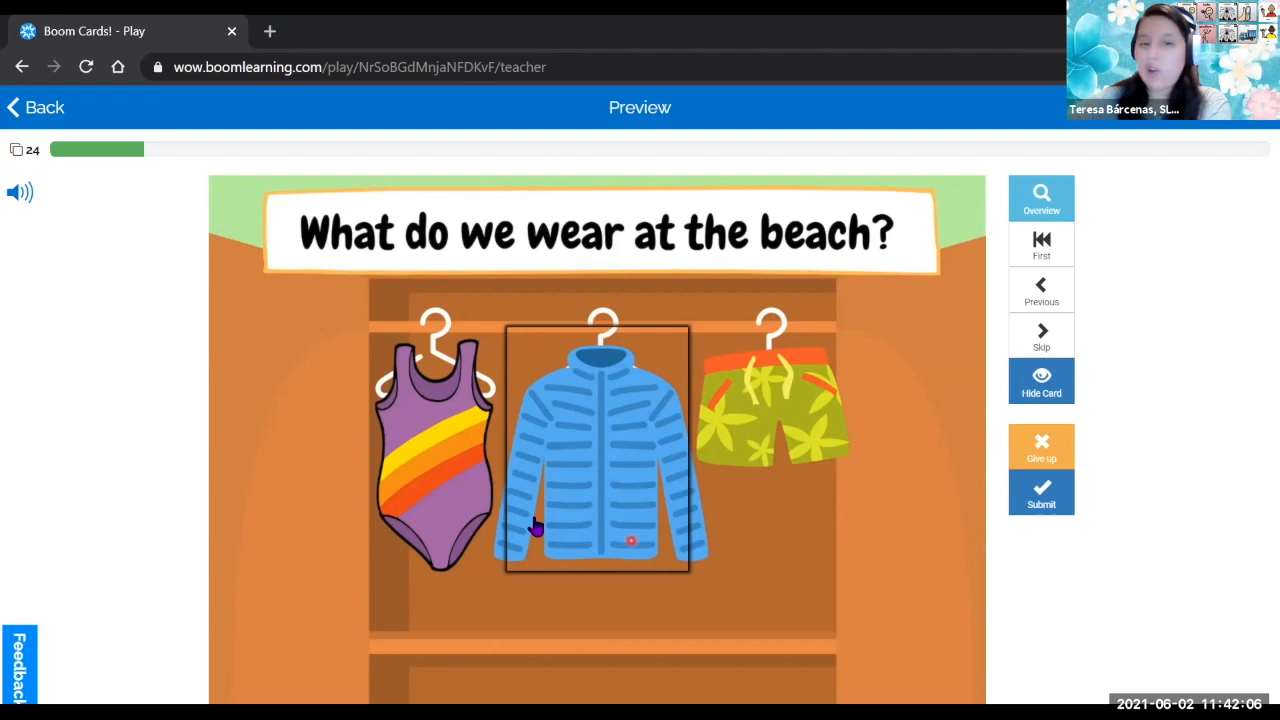 Boom Cards! - Play
wow.boomlearning.com/play/NrSoBGdMnjaNFDKvF/teacher
Teresa Bárcenas, SL...
Back
Preview
24
What do we wear at the beach?
Overview
First
Previous
Skip
Hide Card
Give up
Submit
Feedback
2021-06-02 11:42:06